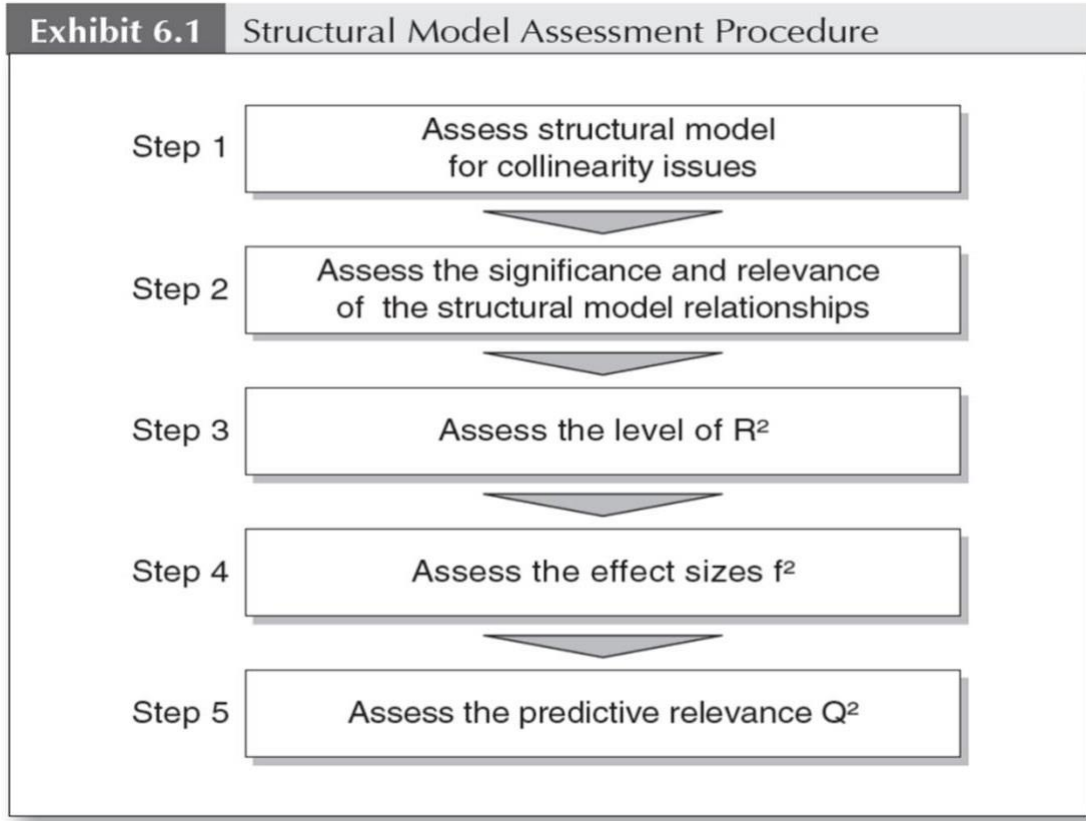 Exhibit 6.1 Structural Model Assessment Procedure
Step 1
Assess structural model
for collinearity issues
Step 2
Assess the significance and relevance
of the structural model relationships
Step 3
Assess the level of R²
Step 4
Assess the effect sizes f²
Step 5
Assess the predictive relevance Q²